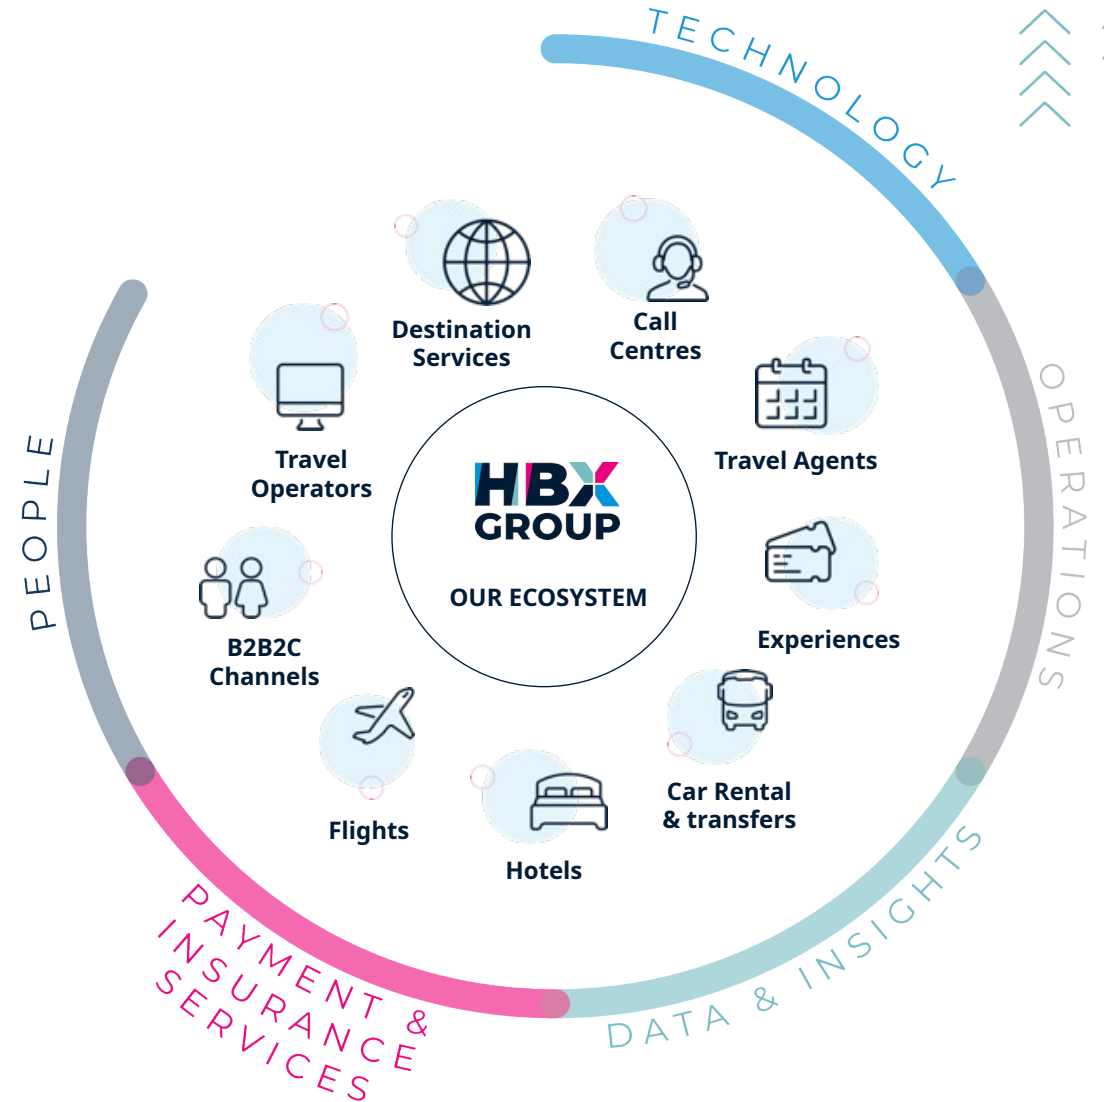 TECHNOLOGY
OPERATIONS
DATA & INSIGHTS
PAYMENT &
INSURANCE
SERVICES
PEOPLE
Destination
Services
Call
Centres
Travel Agents
Experiences
Car Rental
& transfers
Hotels
Flights
B2B2C
Channels
Travel
Operators
HBX
GROUP
OUR ECOSYSTEM